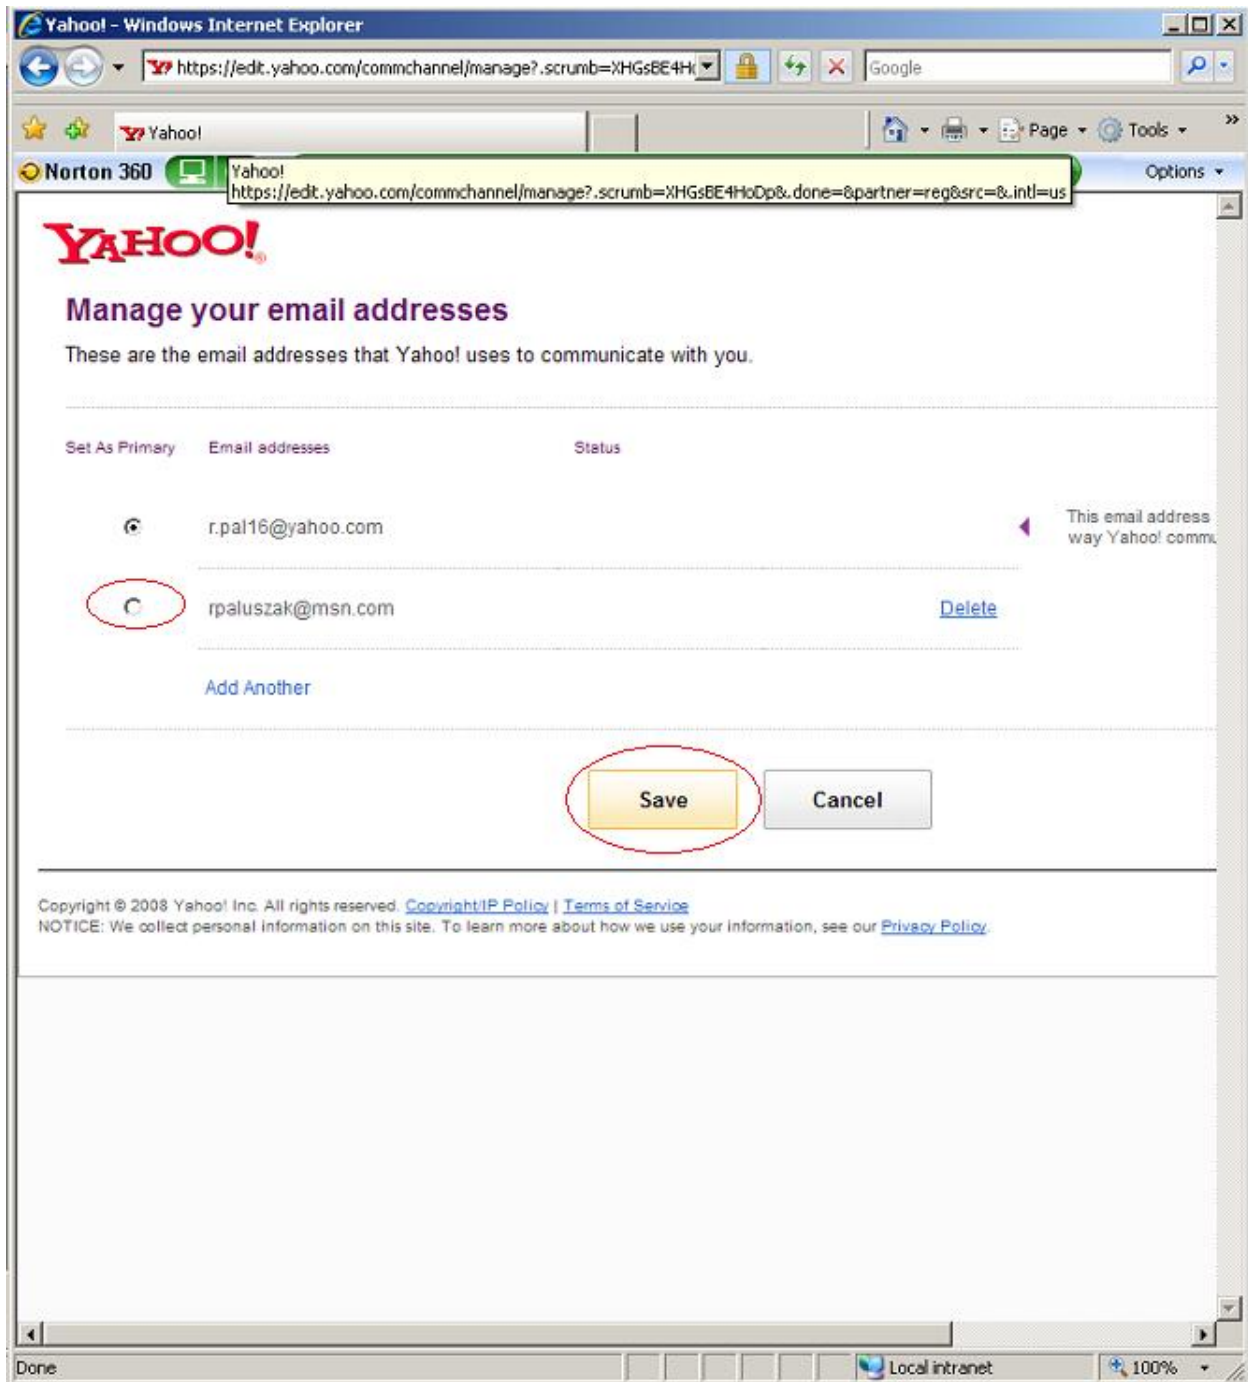 Yahoo! - Windows Internet Explorer
https://edit.yahoo.com/commchannel/manage?.scrumb=XHGsBE4H
Google
Yahoo!
Page
Tools
Norton 360
Options
Yahoo!
https://edit.yahoo.com/commchannel/manage?.scrumb=XHGsBE4HoDp&.done=&partner=reg&src=&.intl=us
YAHOO!
Manage your email addresses
These are the email addresses that Yahoo! uses to communicate with you.
Set As Primary Email addresses Status
r.pal16@yahoo.com
This email address
way Yahoo! commu
rpaluszak@msn.com Delete
Add Another
Save Cancel
Copyright © 2008 Yahoo! Inc. All rights reserved. Copyright/IP Policy | Terms of Service
NOTICE: We collect personal information on this site. To learn more about how we use your information, see our Privacy Policy.
Done Local intranet 100%